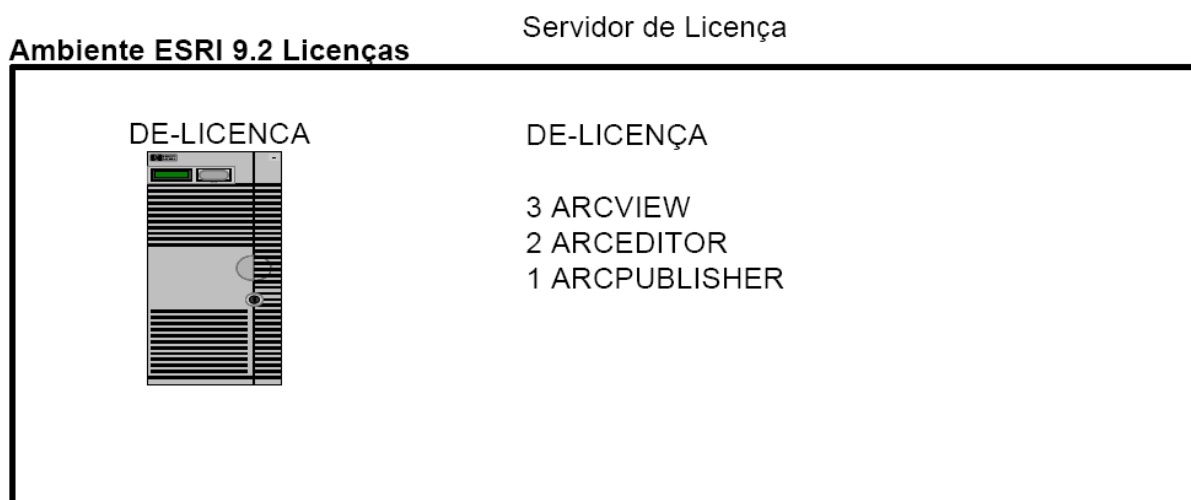 Servidor de Licença
Ambiente ESRI 9.2 Licenças
DE-LICENCA
DE-LICENÇA
3 ARCVIEW
2 ARCEDITOR
1 ARCPUBLISHER